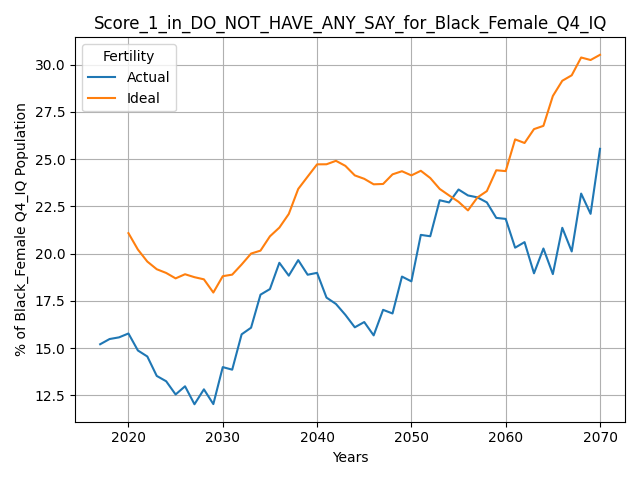 Score_1_in_DO_NOT_HAVE_ANY_SAY_for_Black_Female_Q4_IQ
Fertility
Actual
Ideal
% of Black_Female Q4_IQ Population
30.0
27.5
25.0
22.5
20.0
17.5
15.0
12.5
2020 2030 2040 2050 2060 2070
Years